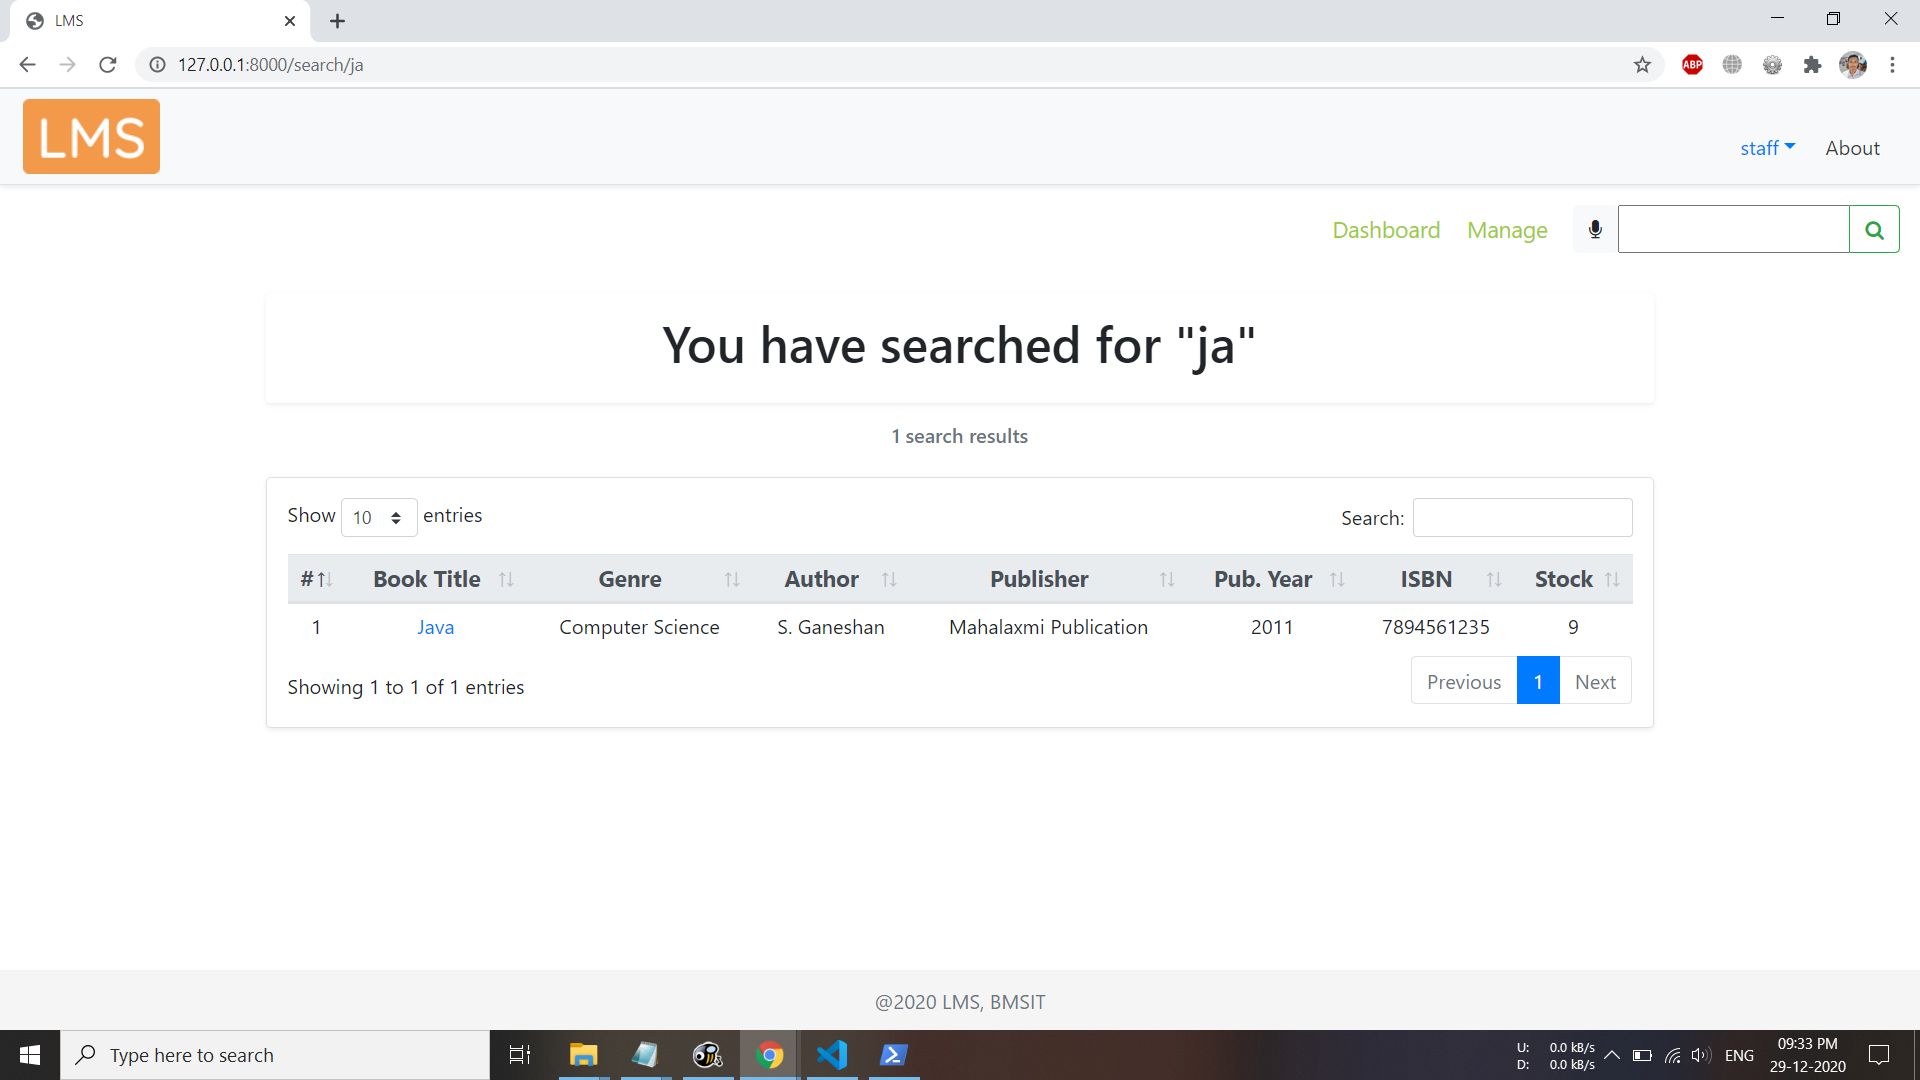 LMS
127.0.0.1:8000/search/ja
ABP
LMS
staff About
Dashboard Manage
You have searched for "ja"
1 search results
Show 10 entries Search:
# Book Title Genre Author Publisher Pub. Year ISBN Stock
1 Java Computer Science S. Ganeshan Mahalaxmi Publication 2011 7894561235 9
Showing 1 to 1 of 1 entries Previous 1 Next
@2020 LMS, BMSIT
Type here to search
U: 0.0 kB/s
D: 0.0 kB/s
ENG
09:33 PM
29-12-2020